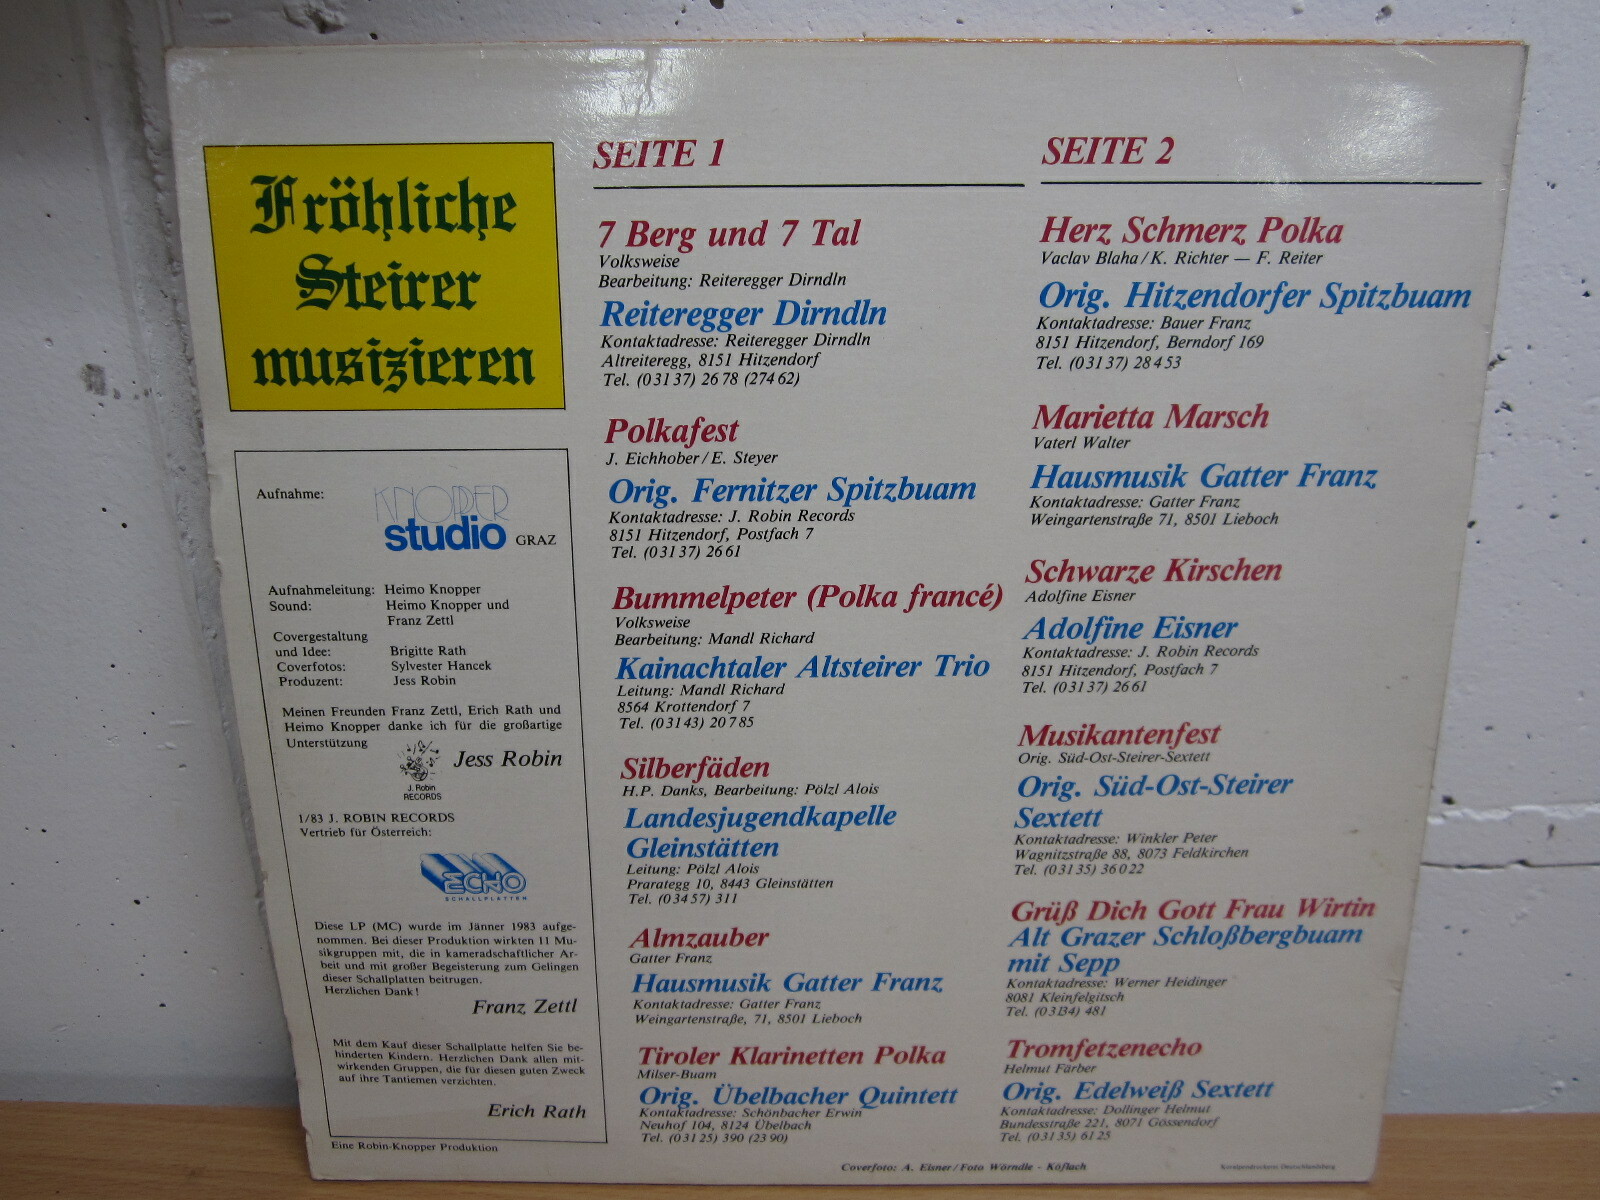 Fröhliche
Steirer
musizieren
Aufnahme:
KNOPPER
studio GRAZ
Aufnahmeleitung: Heimo Knopper
Sound: Heimo Knopper und
Franz Zettl
Covergestaltung
und Idee: Brigitte Rath
Coverfotos: Sylvester Hancek
Produzent: Jess Robin
Meinen Freunden Franz Zettl, Erich Rath und
Heimo Knopper danke ich für die großartige
Unterstützung
Jess Robin
J. Robin
RECORDS
1/83 J. ROBIN RECORDS
Vertrieb für Österreich:
ECHO
SCHALLPLATTEN
Diese LP (MC) wurde im Jänner 1983 aufge-
nommen. Bei dieser Produktion wirkten 11 Mu-
sikgruppen mit, die in kameradschaftlicher Ar-
beit und mit großer Begeisterung zum Gelingen
dieser Schallplatten beitrugen.
Herzlichen Dank!
Franz Zettl
Mit dem Kauf dieser Schallplatte helfen Sie be-
hinderten Kindern. Herzlichen Dank allen mit-
wirkenden Gruppen, die für diesen guten Zweck
auf ihre Tantiemen verzichten.
Erich Rath
Eine Robin-Knopper Produktion
SEITE 1
7 Berg und 7 Tal
Volksweise
Bearbeitung: Reiteregger Dirndln
Reiteregger Dirndln
Kontaktadresse: Reiteregger Dirndln
Altreiteregg, 8151 Hitzendorf
Tel. (03137) 2678 (27462)
Polkafest
J. Eichhober/E. Steyer
Orig. Fernitzer Spitzbuam
Kontaktadresse: J. Robin Records
8151 Hitzendorf, Postfach 7
Tel. (03137) 2661
Bummelpeter (Polka francé)
Volksweise
Bearbeitung: Mandl Richard
Kainachtaler Altsteirer Trio
Leitung: Mandl Richard
8564 Krottendorf 7
Tel. (03143) 20785
Silberfäden
H.P. Danks, Bearbeitung: Pölzl Alois
Landesjugendkapelle
Gleinstätten
Leitung: Pölzl Alois
Prarategg 10, 8443 Gleinstätten
Tel. (03457) 311
Almzauber
Gatter Franz
Hausmusik Gatter Franz
Kontaktadresse: Gatter Franz
Weingartenstraße, 71, 8501 Lieboch
Tiroler Klarinetten Polka
Milser-Buam
Orig. Übelbacher Quintett
Kontaktadresse: Schönbacher Erwin
Neuhof 104, 8124 Übelbach
Tel. (03125) 390 (2390)
SEITE 2
Herz Schmerz Polka
Vaclav Blaha/K. Richter — F. Reiter
Orig. Hitzendorfer Spitzbuam
Kontaktadresse: Bauer Franz
8151 Hitzendorf, Berndorf 169
Tel. (03137) 28453
Marietta Marsch
Vaterl Walter
Hausmusik Gatter Franz
Kontaktadresse: Gatter Franz
Weingartenstraße 71, 8501 Lieboch
Schwarze Kirschen
Adolfine Eisner
Adolfine Eisner
Kontaktadresse: J. Robin Records
8151 Hitzendorf, Postfach 7
Tel. (03137) 2661
Musikantenfest
Orig. Süd-Ost-Steirer-Sextett
Orig. Süd-Ost-Steirer
Sextett
Kontaktadresse: Winkler Peter
Wagnitzstraße 88, 8073 Feldkirchen
Tel. (03135) 36022
Grüß Dich Gott Frau Wirtin
Alt Grazer Schloßbergbuam
mit Sepp
Kontaktadresse: Werner Heidinger
8081 Kleinfelgitsch
Tel. (03134) 481
Tromfetzenecho
Helmut Färber
Orig. Edelweiß Sextett
Kontaktadresse: Dollinger Helmut
Bundesstraße 221, 8071 Gössendorf
Tel. (03135) 6125
Coverfoto: A. Eisner/Foto Wörndle - Köflach